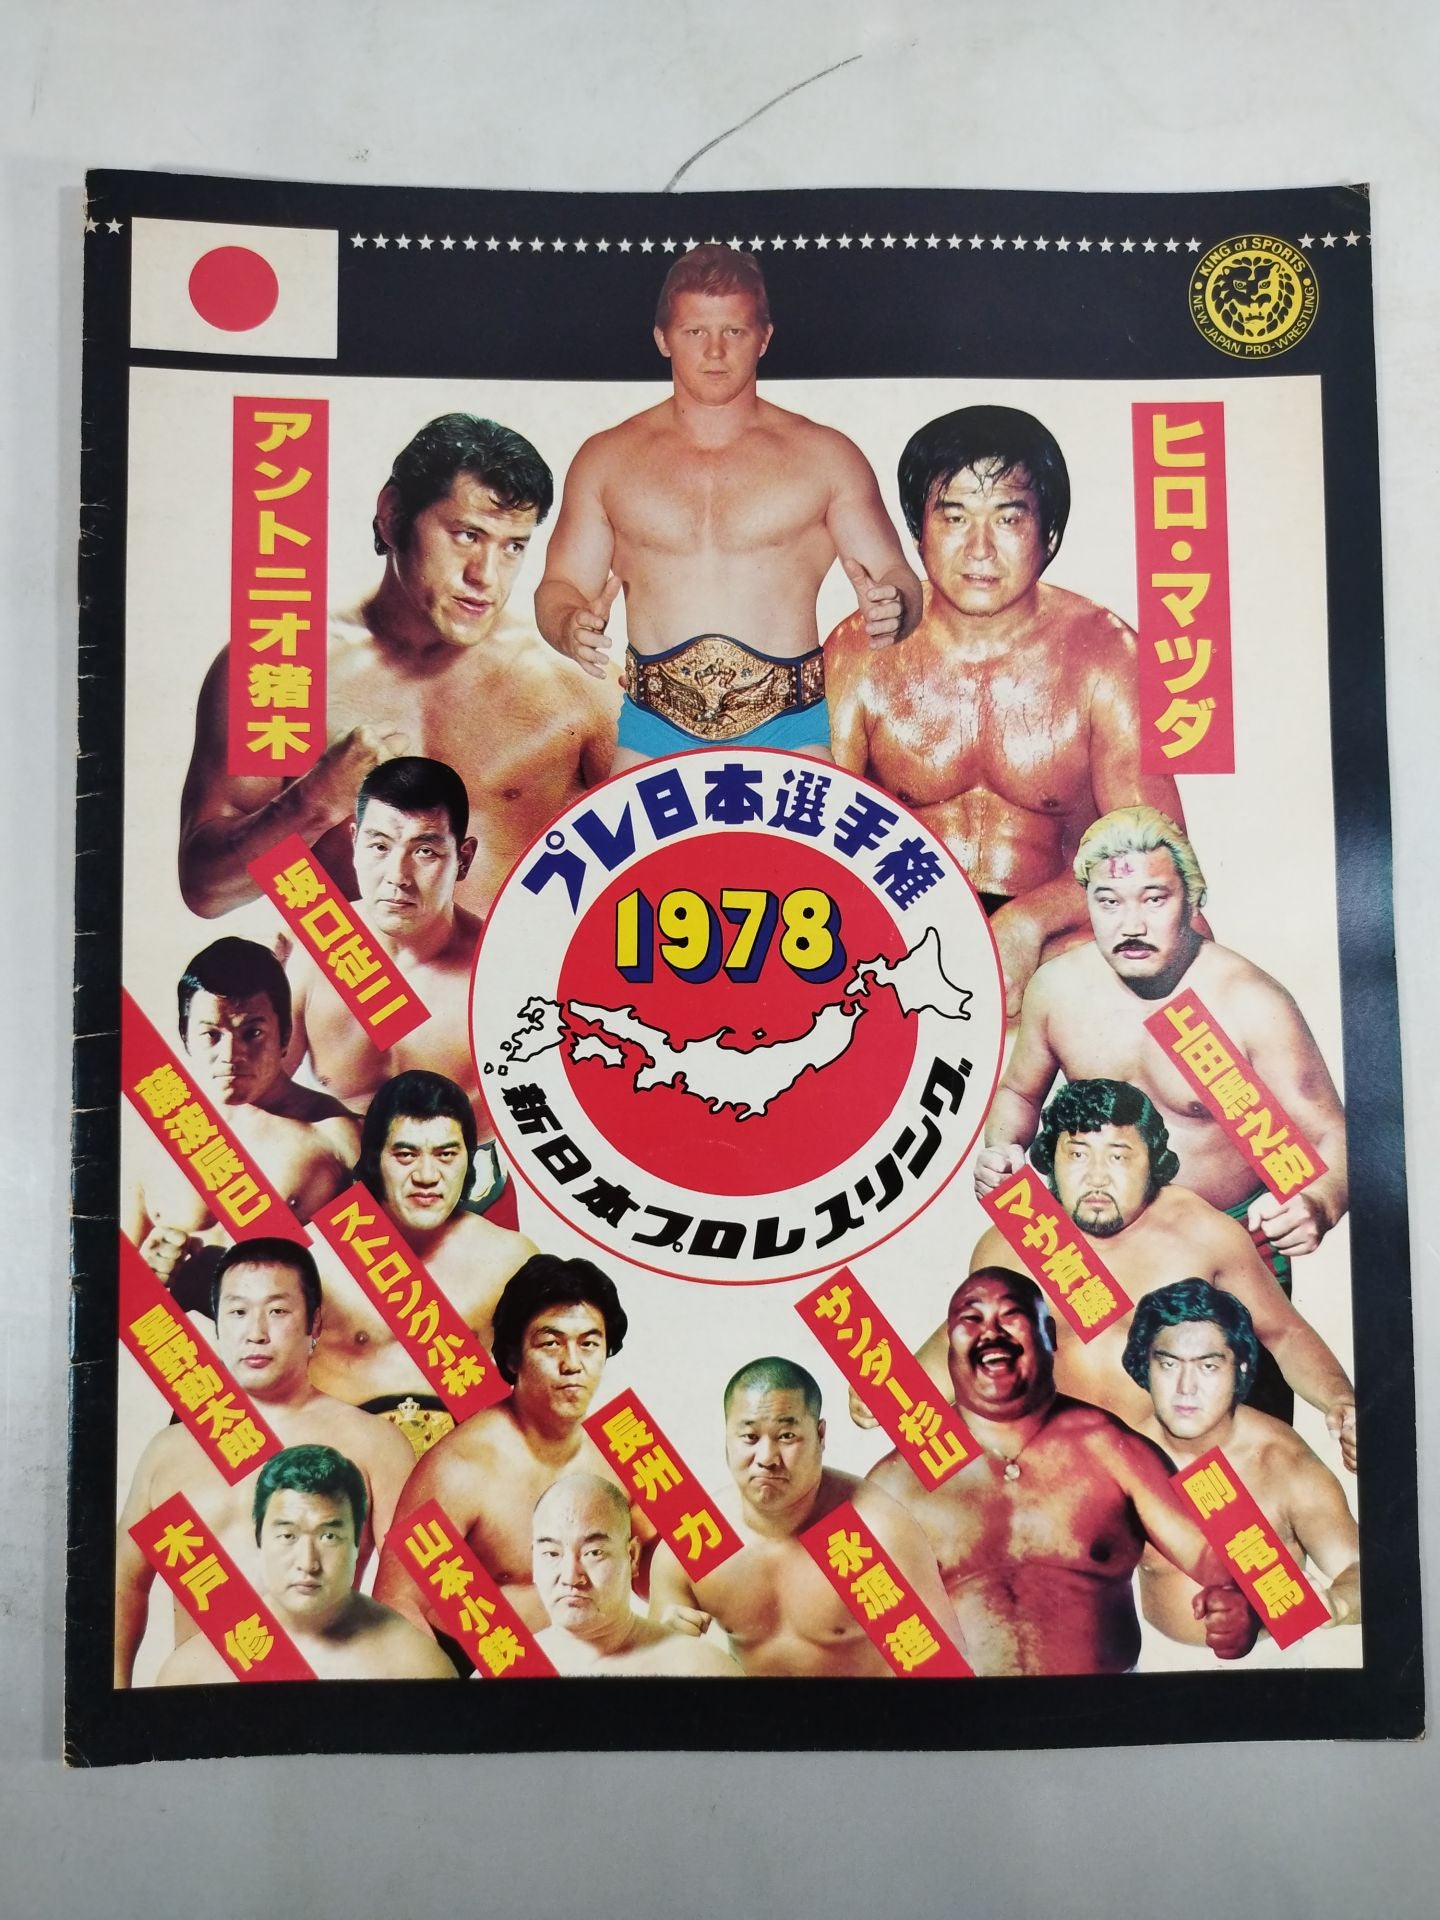 KING of SPORTS
NEW JAPAN PRO-WRESTLING
アントニオ猪木
ヒロ・マツダ
プレ日本選手権
1978
新日本プロレスリング
坂口征二
上田馬之助
藤波辰巳
ストロング小林
マサ斉藤
星野勘太郎
長州 力
サンダー杉山
剛 竜馬
木戸 修
山本小鉄
永源 遙